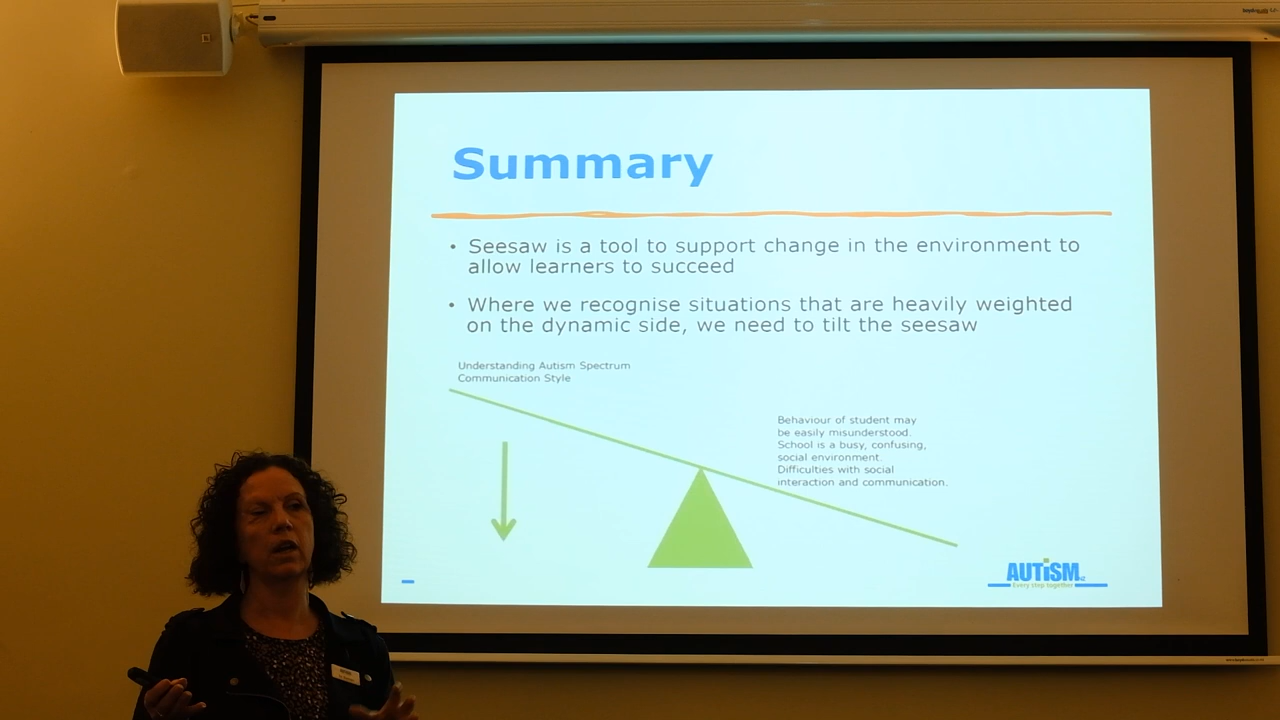 Summary
• Seesaw is a tool to support change in the environment to
allow learners to succeed
• Where we recognise situations that are heavily weighted
on the dynamic side, we need to tilt the seesaw
Understanding Autism Spectrum
Communication Style
Behaviour of student may
be easily misunderstood.
School is a busy, confusing,
social environment.
Difficulties with social
interaction and communication.
AUTiSM NZ
Every step together